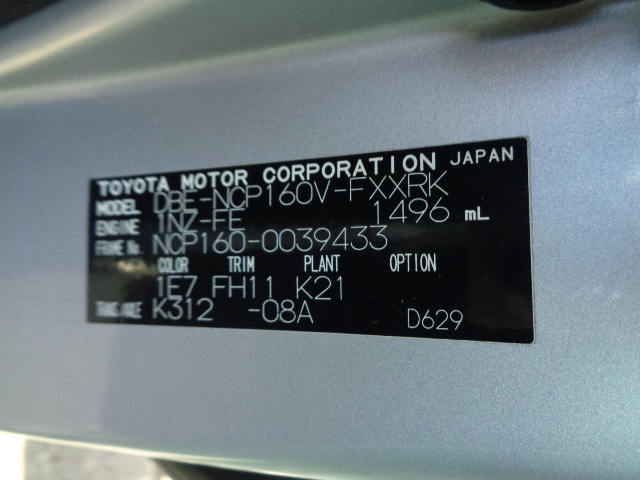 TOYOTA MOTOR CORPORATION JAPAN
MODEL DBE-NCP160V-FXXRK
ENGINE 1NZ-FE 1496 mL
FRAME No. NCP160-0039433
COLOR TRIM PLANT OPTION
1E7 FH11 K21
TRANS/AXLE K312 -08A
D629